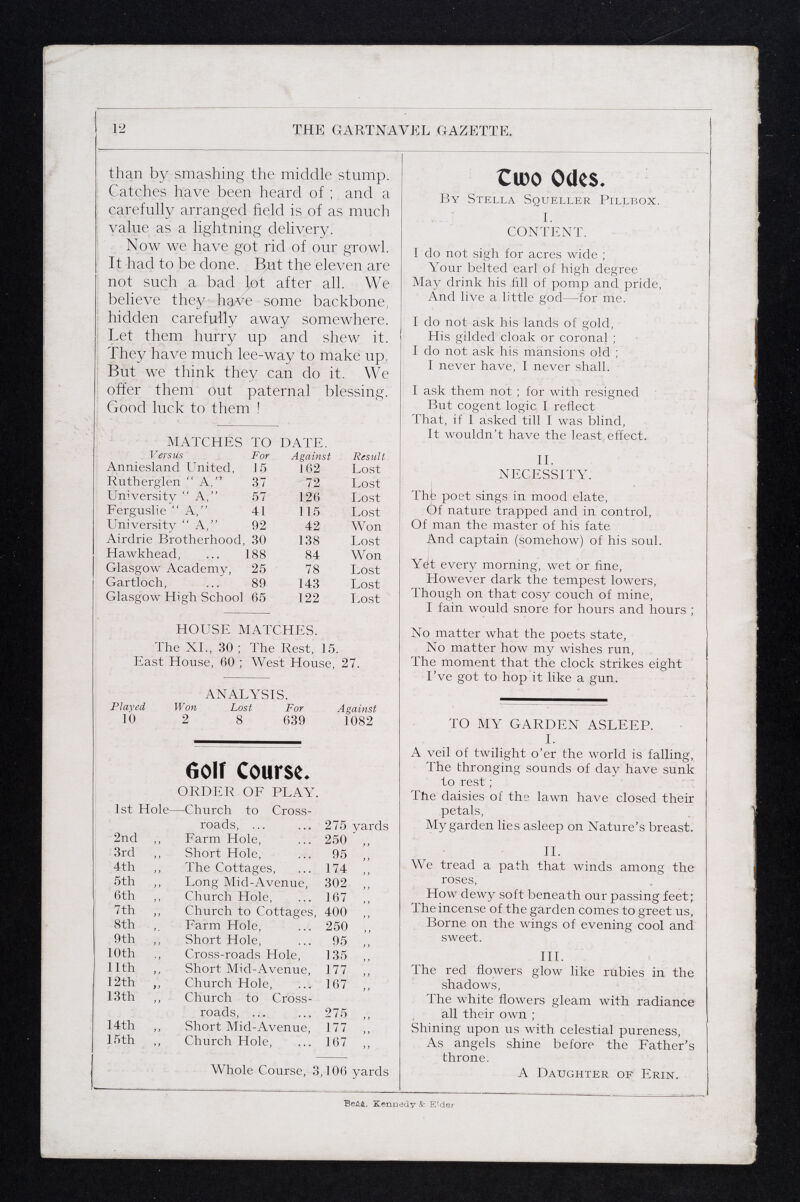 12
THE GARTNAVEL GAZETTE.
than by smashing the middle stump.
Catches have been heard of ; and a
carefully arranged field is of as much
value as a lightning delivery.
Now we have got rid of our growl.
It had to be done. But the eleven are
not such a bad lot after all. We
believe they have some backbone,
hidden carefully away somewhere.
Let them hurry up and shew it.
They have much lee-way to make up.
But we think they can do it. We
offer them out paternal blessing.
Good luck to them !
MATCHES TO DATE.
Versus For Against Result
Anniesland United, 15 162 Lost
Rutherglen " A," 37 72 Lost
University " A," 57 126 Lost
Ferguslie " A," 41 115 Lost
University " A," 92 42 Won
Airdrie Brotherhood, 30 138 Lost
Hawkhead, ... 188 84 Won
Glasgow Academy, 25 78 Lost
Gartloch, ... 89 143 Lost
Glasgow High School 65 122 Lost
HOUSE MATCHES.
The XI., 30 ; The Rest, 15.
East House, 60 ; West House, 27.
ANALYSIS.
Played Won Lost For Against
10 2 8 639 1082
Golf Course.
ORDER OF PLAY.
1st Hole—Church to Cross-
roads, ... ... 275 yards
2nd ,, Farm Hole, ... 250 ,,
3rd ,, Short Hole, ... 95 ,,
4th ,, The Cottages, ... 174 ,,
5th ,, Long Mid-Avenue, 302 ,,
6th ,, Church Hole, ... 167 ,,
7th ,, Church to Cottages, 400 ,,
8th ,, Farm Hole, ... 250 ,,
9th ,, Short Hole, ... 95 ,,
10th ., Cross-roads Hole, 135 ,,
11th ,, Short Mid-Avenue, 177 ,,
12th ,, Church Hole, ... 167 ,,
13th ,, Church to Cross-
roads, ... ... 275 ,,
14th ,, Short Mid-Avenue, 177 ,,
15th ,, Church Hole, ... 167 ,,
Whole Course, 3,106 yards
Two Odes.
By Stella Squeller Pillbox.
I.
CONTENT.
I do not sigh for acres wide ;
Your belted earl of high degree
May drink his fill of pomp and pride,
And live a little god—for me.
I do not ask his lands of gold,
His gilded cloak or coronal ;
I do not ask his mansions old ;
I never have, I never shall.
I ask them not ; for with resigned
But cogent logic I reflect
That, if I asked till I was blind,
It wouldn't have the least effect.
II.
NECESSITY.
The poet sings in mood elate,
Of nature trapped and in control,
Of man the master of his fate
And captain (somehow) of his soul.
Yet every morning, wet or fine,
However dark the tempest lowers,
Though on that cosy couch of mine,
I fain would snore for hours and hours ;
No matter what the poets state,
No matter how my wishes run,
The moment that the clock strikes eight
I've got to hop it like a gun.
TO MY GARDEN ASLEEP.
I.
A veil of twilight o'er the world is falling,
The thronging sounds of day have sunk
to rest ;
The daisies of the lawn have closed their
petals,
My garden lies asleep on Nature's breast.
II.
We tread a path that winds among the
roses,
How dewy soft beneath our passing feet;
The incense of the garden comes to greet us,
Borne on the wings of evening cool and
sweet.
III.
The red flowers glow like rubies in the
shadows,
The white flowers gleam with radiance
all their own ;
Shining upon us with celestial pureness,
As angels shine before the Father's
throne.
A Daughter of Erin.
Kennedy & Elder